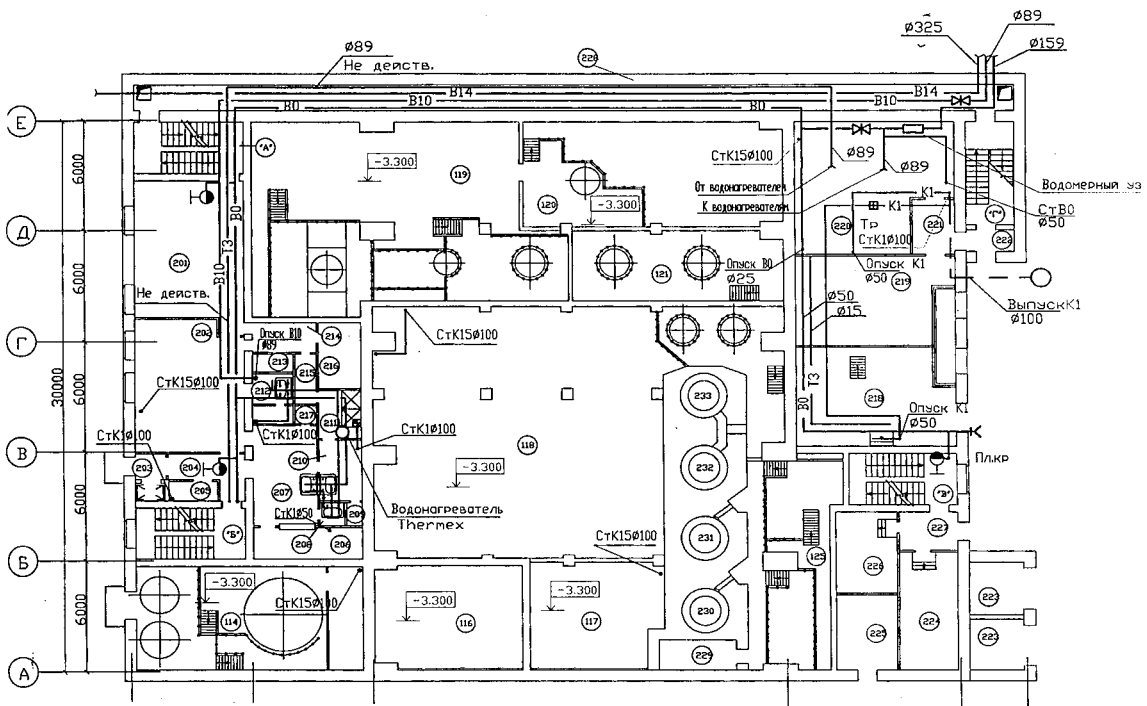 Ø325
Ø89
Ø159
Ø89
Не действ.
228
В14
В14
В10
В10
В0
В0
Е
Д
Г
В
Б
А
6000
6000
6000
6000
6000
30000
"А"
-3.300
119
120
-3.300
СтК15Ø100
Ø89
Ø89
От водонагревателей
К водонагревателям
Водомерный уз
СтВ0
Ø50
К1
К1
220
Тр
221
СтК1Ø100
"Г"
222
В0
Т3
В10
201
Не действ.
Опуск В0
Ø25
121
Опуск К1
Ø50
219
Выпуск К1
Ø100
Ø50
Ø15
202
Опуск В10
Ø89
214
СтК15Ø100
213
215
216
212
217
211
СтК15Ø100
СтК1Ø100
СтК1Ø100
СтК1Ø100
233
В0
Т3
218
Опуск К1
Ø50
118
210
203
204
205
207
-3.300
232
Пл.кр
"В"
Водонагреватель
Thermex
209
СтК1Ø50
208
206
"Б"
СтК15Ø100
231
125
227
226
-3.300
114
СтК15Ø100
-3.300
116
-3.300
117
230
229
225
224
223
223